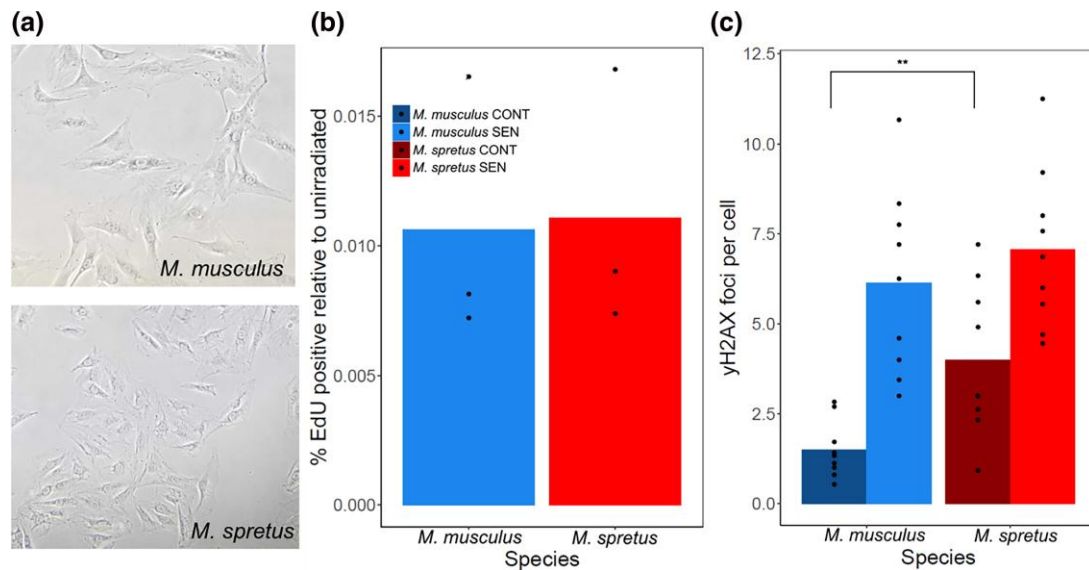 (a)
M. musculus
M. spretus
(b)
% EdU positive relative to unirradiated
0.015
0.010
0.005
0.000
M. musculus CONT
M. musculus SEN
M. spretus CONT
M. spretus SEN
M. musculus
M. spretus
Species
(c)
yH2AX foci per cell
12.5
10.0
7.5
5.0
2.5
0.0
**
M. musculus
M. spretus
Species